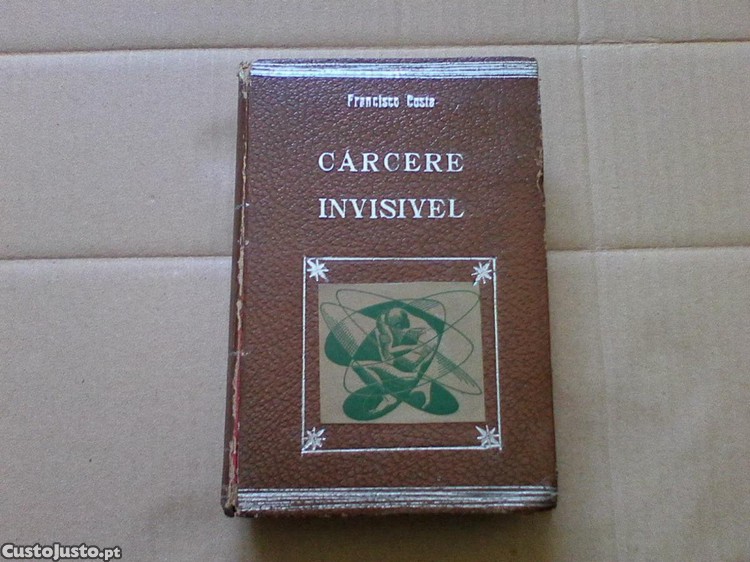 Francisco Costa
CÁRCERE
INVISIVEL
CustoJusto.pt